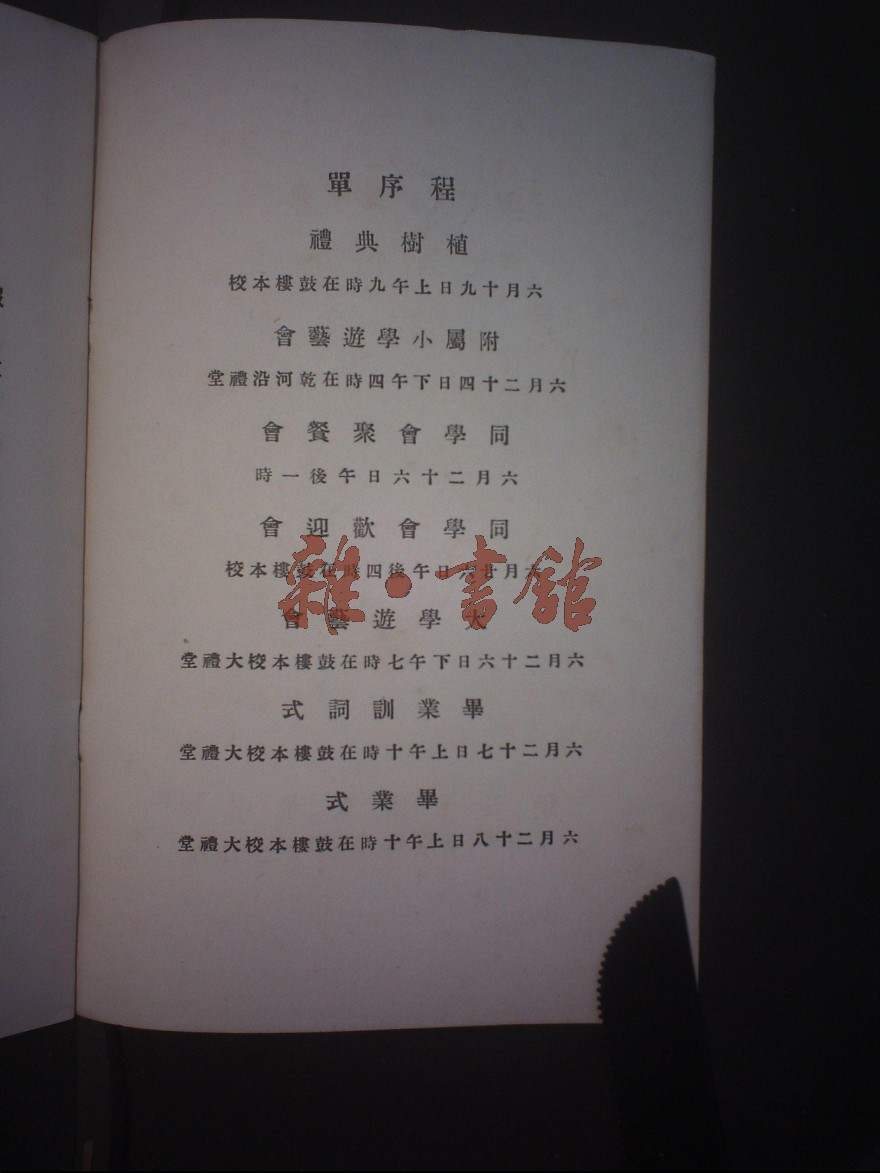 程序單
植樹典禮
六月十九日上午九時在鼓樓本校
附屬小學遊藝會
六月二十四日下午四時在乾河沿禮堂
同學會聚餐會
六月二十六日午後一時
同學會歡迎會
六月廿六日午後四時在鼓樓本校
大學遊藝會
六月二十六日下午七時在鼓樓本校大禮堂
畢業訓詞式
六月二十七日上午十時在鼓樓本校大禮堂
畢業式
六月二十八日上午十時在鼓樓本校大禮堂
雜·書館